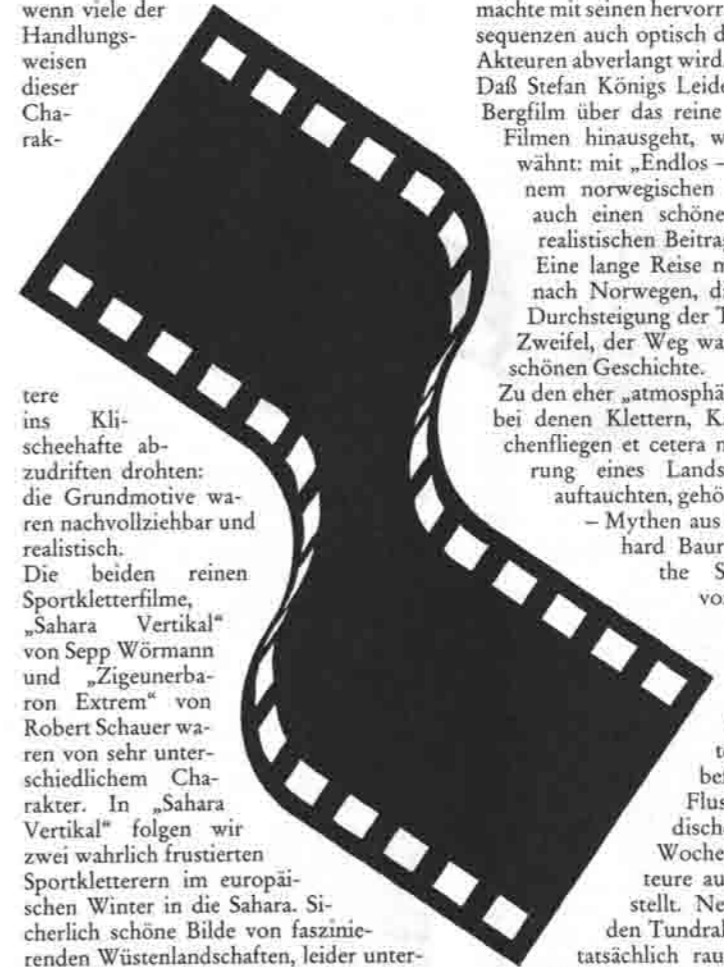 wenn viele der
Handlungs-
weisen
dieser
Cha-
rak-
tere
ins Kli-
scheehafte ab-
zudriften drohten:
die Grundmotive wa-
ren nachvollziehbar und
realistisch.
Die beiden reinen
Sportkletterfilme,
„Sahara Vertikal“
von Sepp Wörmann
und „Zigeunerba-
ron Extrem“ von
Robert Schauer wa-
ren von sehr unter-
schiedlichem Cha-
rakter. In „Sahara
Vertikal“ folgen wir
zwei wahrlich frustierten
Sportkletterern im europäi-
schen Winter in die Sahara. Si-
cherlich schöne Bilde von faszinie-
renden Wüstenlandschaften, leider unter-
machte mit seinen hervorr
sequenzen auch optisch d
Akteuren abverlangt wird.
Daß Stefan Königs Leide
Bergfilm über das reine
Filmen hinausgeht, w
wähnt: mit „Endlos –
nem norwegischen
auch einen schöne
realistischen Beitra
Eine lange Reise n
nach Norwegen, di
Durchsteigung der T
Zweifel, der Weg wa
schönen Geschichte.
Zu den eher „atmosphä
bei denen Klettern, K
chenfliegen et cetera n
rung eines Lands
auftauchten, gehö
– Mythen aus
hard Baur
the S
vo
te
be
Flus
disch
Woche
teure au
stellt. Ne
den Tundral
tatsächlich rau